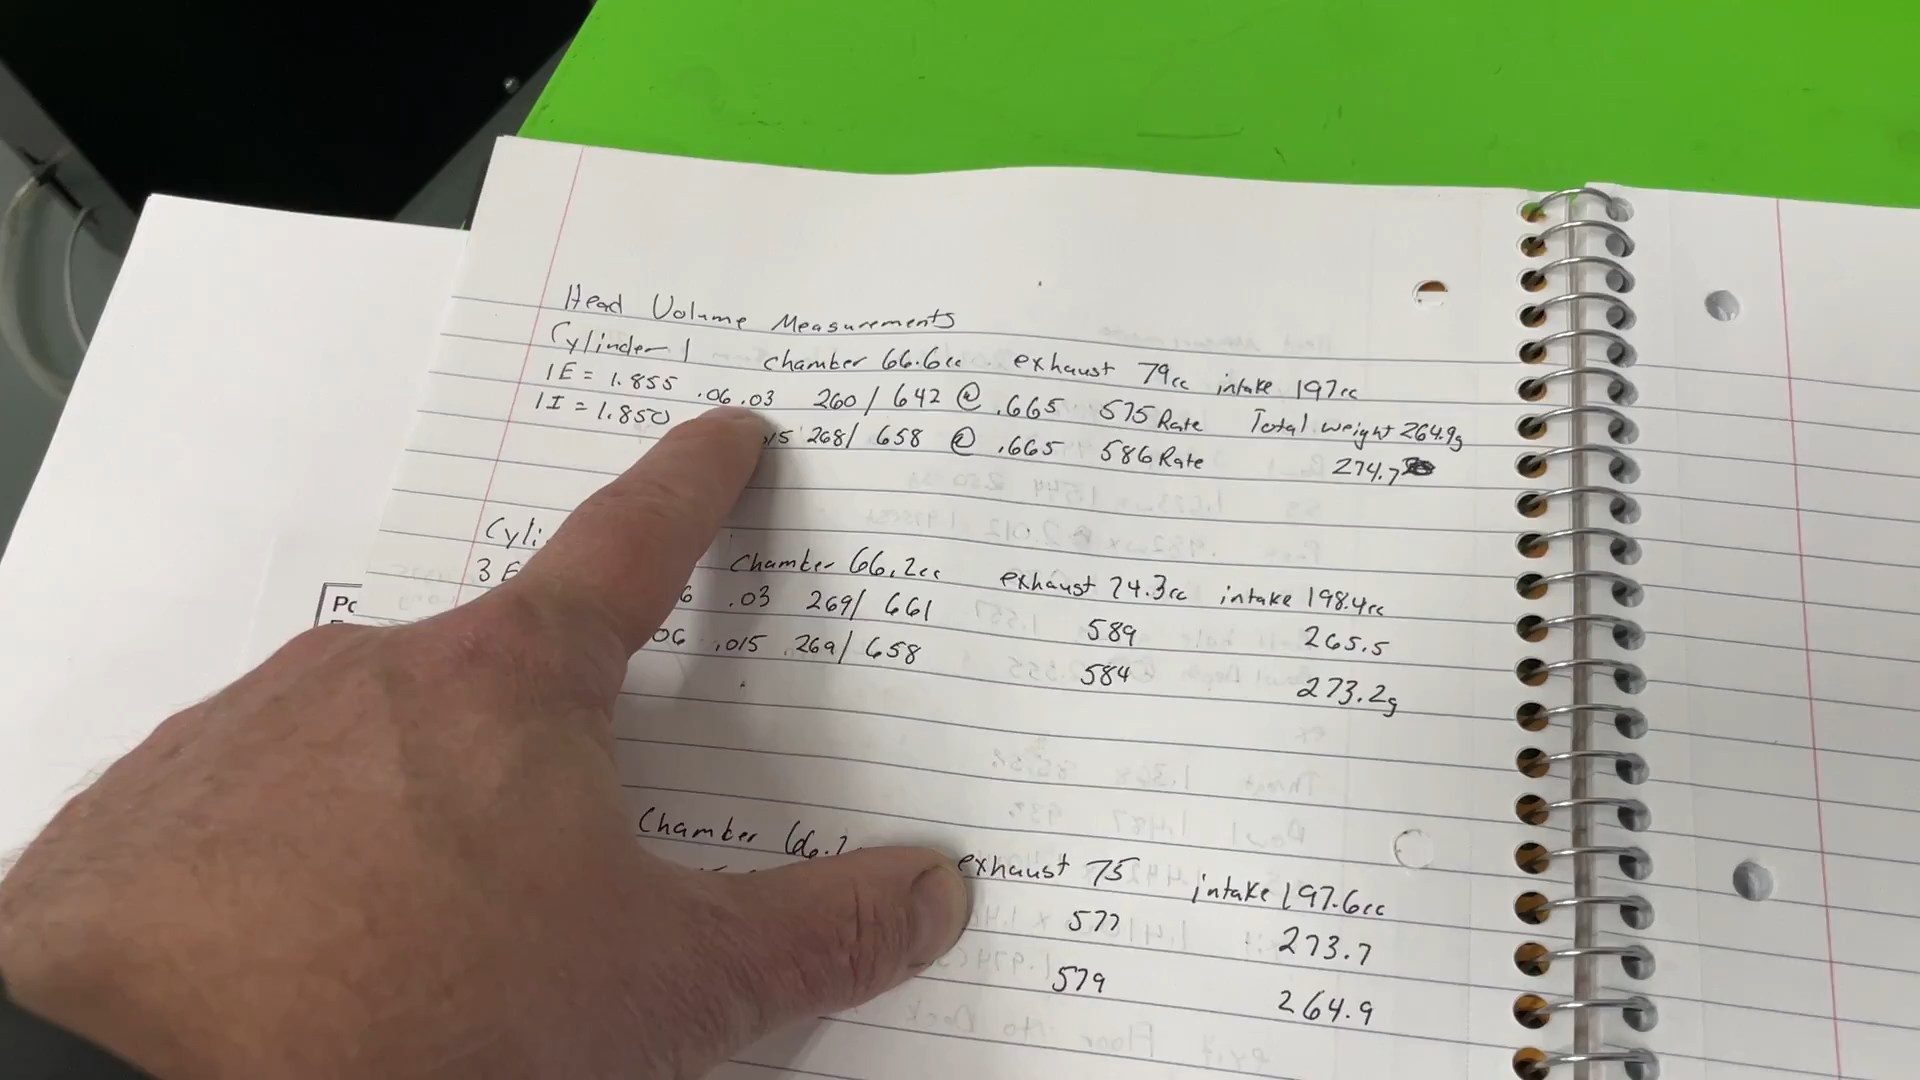 Head Volume Measurements
Cylinder 1 chamber 66.6cc exhaust 79cc intake 197cc
1E = 1.855 .06 .03 260/642 @ .665 575 Rate Total weight 264.9g
1I = 1.850 .015 268/ 658 @ .665 586 Rate 274.7
chamber 66.2cc exhaust 74.3cc intake 198.4cc
3 E .03 269/ 661 589 265.5
.015 269/ 658 584 273.2g
Chamber exhaust 75 intake 197.6cc
577 273.7
579 264.9